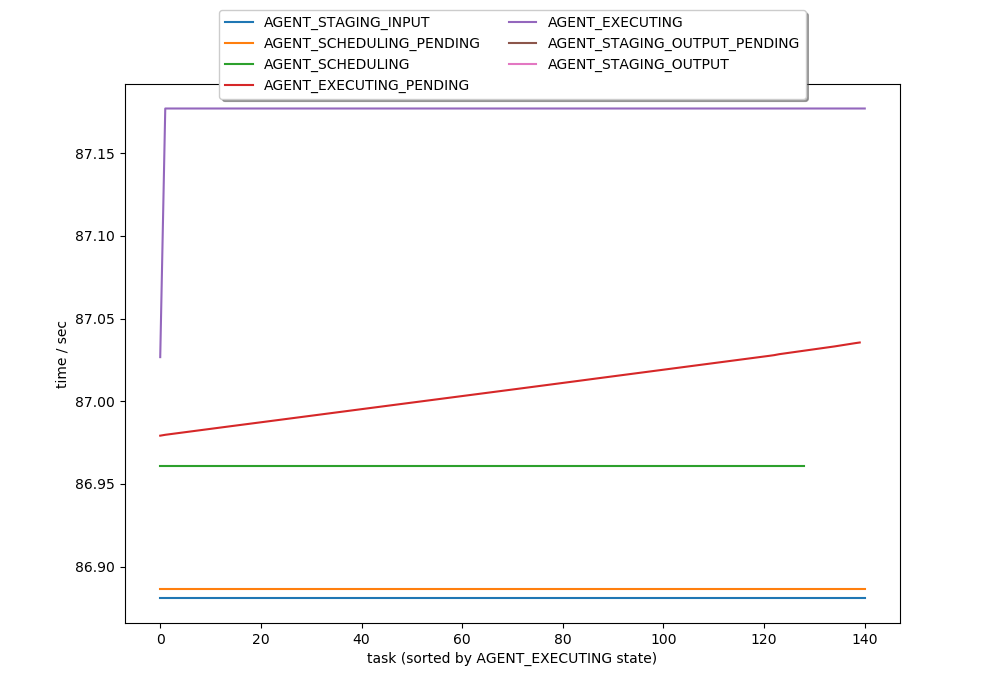 AGENT_STAGING_INPUT
AGENT_SCHEDULING_PENDING
AGENT_SCHEDULING
AGENT_EXECUTING_PENDING
AGENT_EXECUTING
AGENT_STAGING_OUTPUT_PENDING
AGENT_STAGING_OUTPUT
87.15
87.10
87.05
87.00
86.95
86.90
time / sec
0 20 40 60 80 100 120 140
task (sorted by AGENT_EXECUTING state)